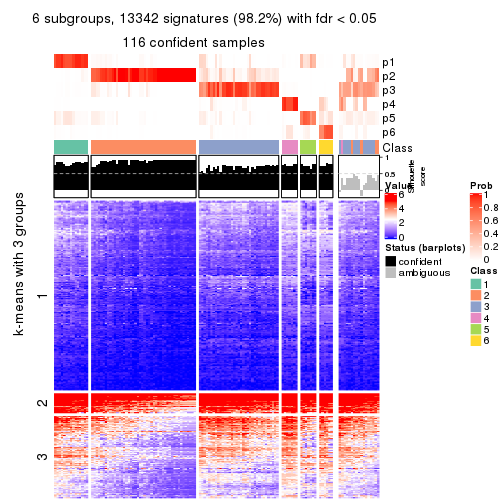 6 subgroups, 13342 signatures (98.2%) with fdr < 0.05
116 confident samples
p1
p2
p3
p4
p5
p6
Class
1
0.5
0
Silhouette
score
Value
6
4
2
0
Status (barplots)
confident
ambiguous
Prob
1
0.8
0.6
0.4
0.2
0
Class
1
2
3
4
5
6
k-means with 3 groups
1
2
3